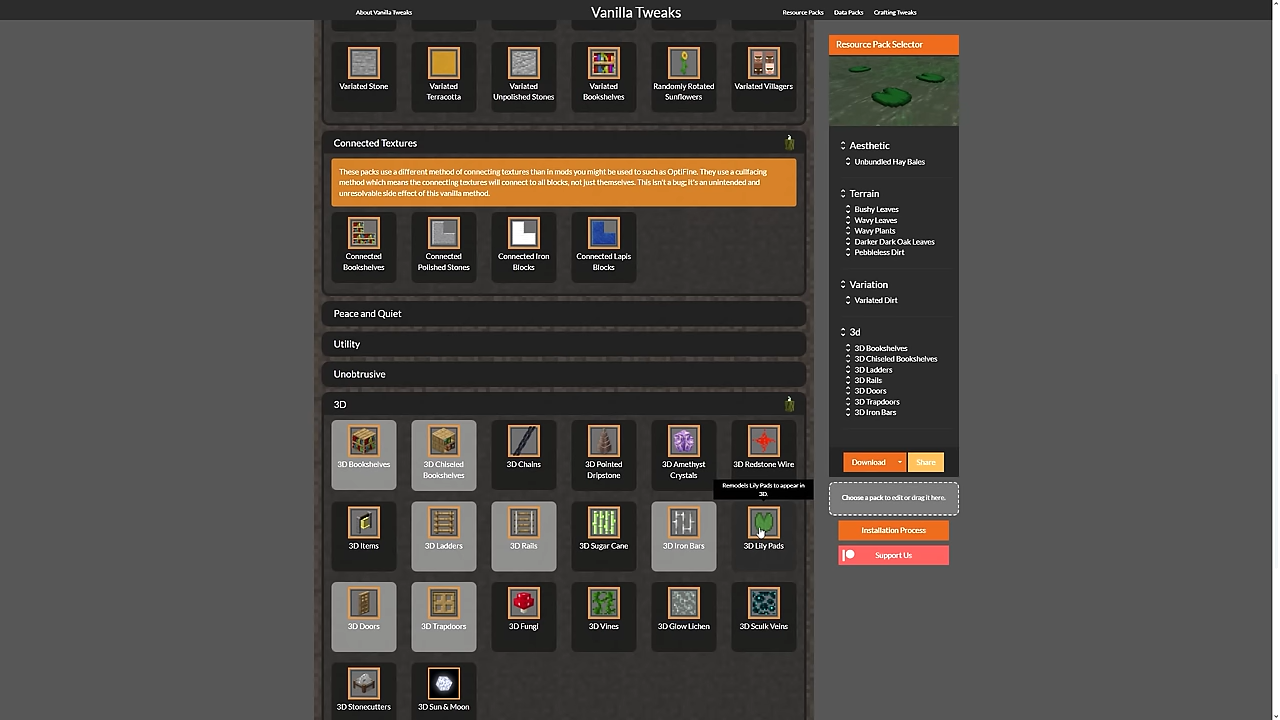 About Vanilla Tweaks
Vanilla Tweaks
Resource Packs
Data Packs
Crafting Tweaks
Variated Stone
Variated
Terracotta
Variated
Unpolished Stones
Variated
Bookshelves
Randomly Rotated
Sunflowers
Variated Villagers
Connected Textures
These packs use a different method of connecting textures than in mods you might be used to such as OptiFine. They use a cullfacing
method which means the connecting textures will connect to all blocks, not just themselves. This isn't a bug; it's an unintended and
unresolvable side effect of this vanilla method.
Connected
Bookshelves
Connected
Polished Stones
Connected Iron
Blocks
Connected Lapis
Blocks
Peace and Quiet
Utility
Unobtrusive
3D
3D Bookshelves
3D Chiseled
Bookshelves
3D Chains
3D Pointed
Dripstone
3D Amethyst
Crystals
3D Redstone Wire
Remodels Lily Pads to appear in
3D.
3D Items
3D Ladders
3D Rails
3D Sugar Cane
3D Iron Bars
3D Lily Pads
3D Doors
3D Trapdoors
3D Fungi
3D Vines
3D Glow Lichen
3D Sculk Veins
3D Stonecutters
3D Sun & Moon
Resource Pack Selector
Aesthetic
Unbundled Hay Bales
Terrain
Bushy Leaves
Wavy Leaves
Wavy Plants
Darker Dark Oak Leaves
Pebbleless Dirt
Variation
Variated Dirt
3d
3D Bookshelves
3D Chiseled Bookshelves
3D Ladders
3D Rails
3D Doors
3D Trapdoors
3D Iron Bars
Download
Share
Choose a pack to edit or drag it here.
Installation Process
Support Us